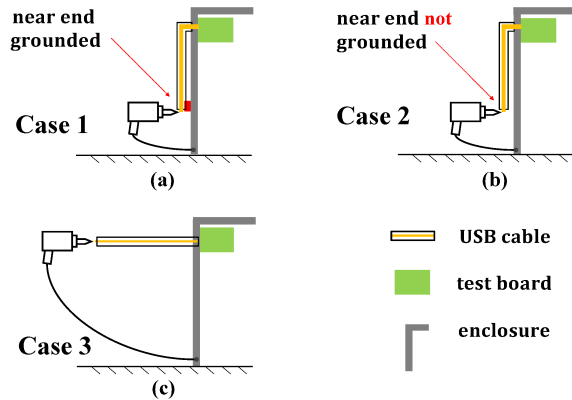 near end
grounded
Case 1
(a)
near end not
grounded
Case 2
(b)
Case 3
(c)
USB cable
test board
enclosure